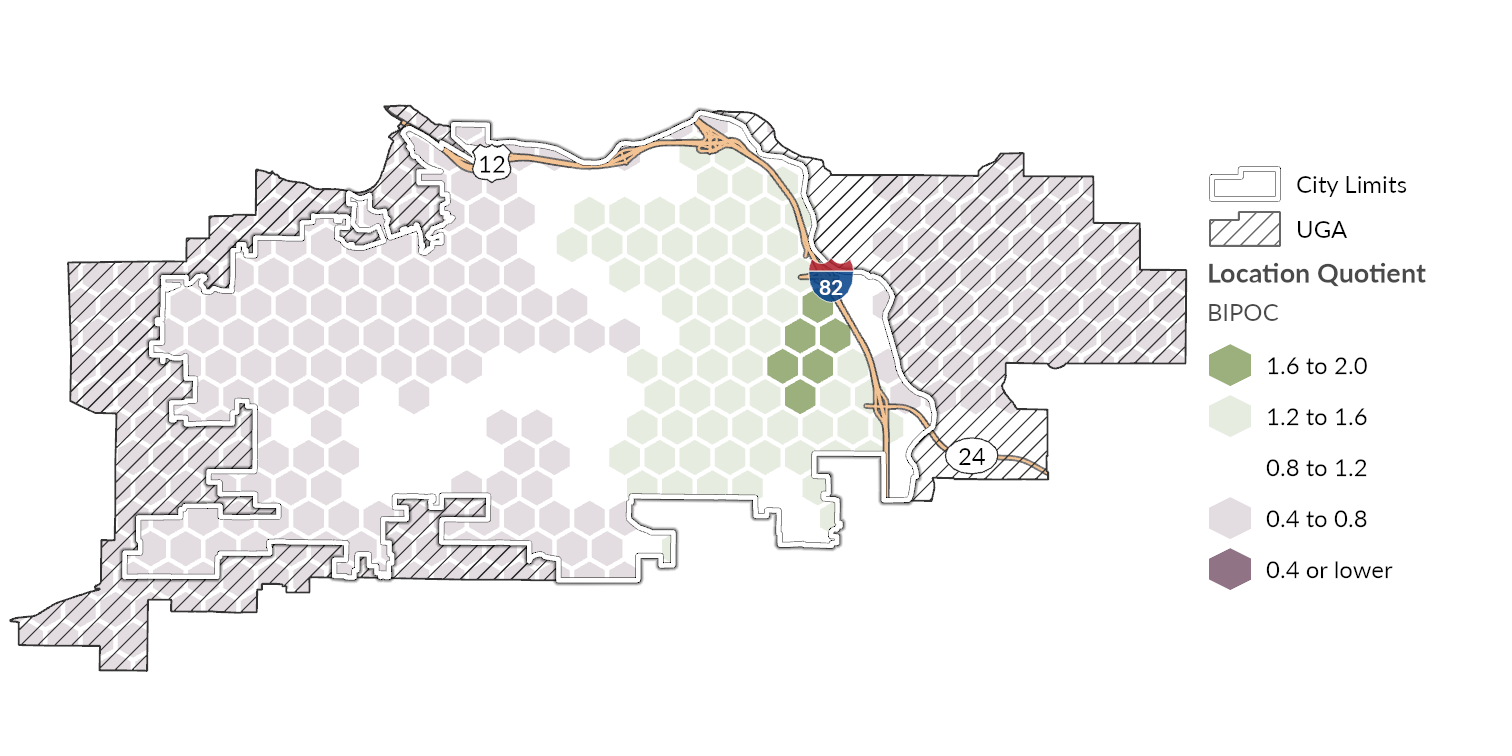 12
82
24
City Limits
UGA
Location Quotient
BIPOC
1.6 to 2.0
1.2 to 1.6
0.8 to 1.2
0.4 to 0.8
0.4 or lower